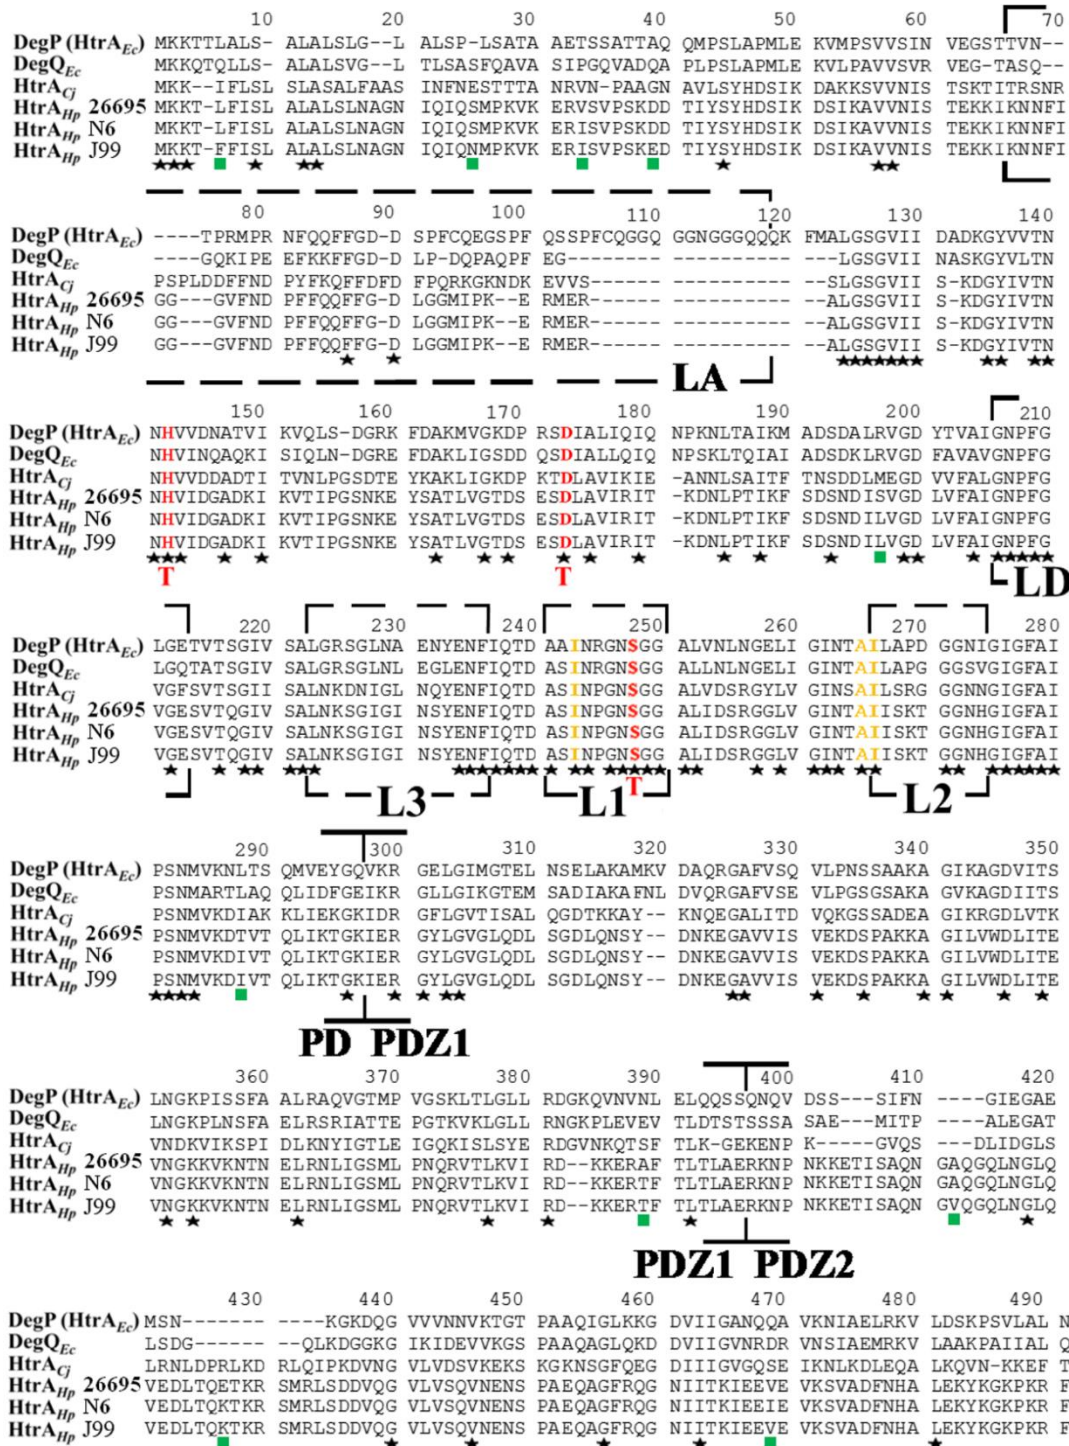 10 20 30 40 50 60 70
DegP (HtrAEc) MKKTTLALS- ALALSLG--L ALSP-LSATA AETSSATTAQ QMPSLAPMLE KVMPSVVSIN VEGSTTVN--
DegQEc MKKQTQLLSA-ALALSVG--L TLSASFQAVA SIPGQVADQA PLPSLAPMLE KVLPAVVSVR VEG-TASQ--
HtrACj MKK-IFLSLS LASALFAASI NFNESTTTA NRVN-PAAGN AVLSYHDSIK DAKKSVVNIS TSKTITRSNR
HtrAHp 26695 MKKT-LFISL ALALSLNAGN IQIQSMPKVK ERVSVPSKDD TIYSYHDSIK DSIKAVVNIS TEKKIKNNFI
HtrAHp N6 MKKT-LFISL ALALSLNAGN IQIQSMPKVK ERISVPSKDD TIYSYHDSIK DSIKAVVNIS TEKKIKNNFI
HtrAHp J99 MKKT-FFISL ALALSLNAGN IQIQNMPKVK ERISVPSKED TIYSYHDSIK DSIKAVVNIS TEKKIKNNFI
80 90 100 110 120 130 140
DegP (HtrAEc) ----TPRMPR NFQQFFGD-D SPFCQEGSPF QSSPFCQGGQ GGNGGGQQQK FMALGSGVII DADKGYVVTN
DegQEc ----GQKIPE EFKKFFGD-D LP-DQPAQPF EG-------- ---------- ---LGSGVII NASKGYVLTN
HtrACj PSPLDDFFND PYFKQFFDFD FPQRKGKNDK EVVS------ ---------- ---SLGSGVII S-KDGYIVTN
HtrAHp 26695 GG---GVFND PFFQQFFG-D LGGMIPK--E RMER------ ---------- ---ALGSGVII S-KDGYIVTN
HtrAHp N6 GG---GVFND PFFQQFFG-D LGGMIPK--E RMER------ ---------- ---ALGSGVII S-KDGYIVTN
HtrAHp J99 GG---GVFND PFFQQFFG-D LGGMIPK--E RMER------ ---------- ---ALGSGVII S-KDGYIVTN
LA
150 160 170 180 190 200 210
DegP (HtrAEc) NHVVDNATVI KVQLS-DGRK FDAKMVGKDP RSDIALIQIQ NPKNLTAIKM ADSDALRVGD YTVAIGNPFG
DegQEc NHVINQAQKI SIQLN-DGRE FDAKLIGSDD QSDIALLQIQ NPSKLTQIAI ADSDKLRVGD FAVAVGNPFG
HtrACj NHVVDDADTI TVNLPGSDTE YKAKLIGKDP KTDLAVIKIE -ANNLSAITF TNSDDLMEGD VVFALGNPFG
HtrAHp 26695 NHVIDGADKI KVTIPGSNKE YSATLVGTDS ESDLAVIRIT -KDNLPTIKF SDSNDISVGD LVFAIGNPFG
HtrAHp N6 NHVIDGADKI KVTIPGSNKE YSATLVGTDS ESDLAVIRIT -KDNLPTIKF SDSNDILVGD LVFAIGNPFG
HtrAHp J99 NHVIDGADKI KVTIPGSNKE YSATLVGTDS ESDLAVIRIT -KDNLPTIKF SDSNDILVGD LVFAIGNPFG
T T LD
220 230 240 250 260 270 280
DegP (HtrAEc) LGETVTSGIV SALGRSGLNA ENYENFIQTD AAINRGNSGG ALVNLNGELI GINTAILAPD GGNIGIGFAI
DegQEc LGQTATSGIV SALGRSGLNL EGLENFIQTD ASINRGNSGG ALLNLNGELI GINTAILAPG GGSVGIGFAI
HtrACj VGFSVTSGII SALNKDNIGL NQYENFIQTD ASINPGNSGG ALVDSRGYLV GINSAILSRG GGNNGIGFAI
HtrAHp 26695 VGESVTQGIV SALNKSGIGI NSYENFIQTD ASINPGNSGG ALIDSRGGLV GINTAIISKT GGNHGIGFAI
HtrAHp N6 VGESVTQGIV SALNKSGIGI NSYENFIQTD ASINPGNSGG ALIDSRGGLV GINTAIISKT GGNHGIGFAI
HtrAHp J99 VGESVTQGIV SALNKSGIGI NSYENFIQTD ASINPGNSGG ALIDSRGGLV GINTAIISKT GGNHGIGFAI
L3 L1 T L2
290 300 310 320 330 340 350
DegP (HtrAEc) PSNMVKNLTS QMVEYGQVKR GELGIMGTEL NSELAKAMKV DAQRGAFVSQ VLPNSSAAKA GIKAGDVITS
DegQEc PSNMARTLAQ QLIDFGEIKR GLLGIKGTEM SADIAKAFNL DVQRGAFVSE VLPGSGSAKA GVKAGDIITS
HtrACj PSNMVKDIAK KLIEKGKIDR GFLGVTISAL QGDTKKAY-- KNQEGALITD VQKGSSADEA GIKRGDLVTK
HtrAHp 26695 PSNMVKDTVT QLIKTGKIER GYLGVGLQDL SGDLQNSY-- DNKEGAVVIS VEKDSPAKKA GILVWDLITE
HtrAHp N6 PSNMVKDIVT QLIKTGKIER GYLGVGLQDL SGDLQNSY-- DNKEGAVVIS VEKDSPAKKA GILVWDLITE
HtrAHp J99 PSNMVKDIVT QLIKTGKIER GYLGVGLQDL SGDLQNSY-- DNKEGAVVIS VEKDSPAKKA GILVWDLITE
PD PDZ1
360 370 380 390 400 410 420
DegP (HtrAEc) LNGKPISSFA ALRAQVGTMP VGSKLTLGLL RDGKQVNVNL ELQQSSQNQV DSS---SIFN ----GIEGAE
DegQEc LNGKPLNSFA ELRSRIATTE PGTKVKLGLL RNGKPLEVEV TLDTSTSSSA SAE---MITP ----ALEGAT
HtrACj VNDKVIKSPI DLKNYIGTLE IGQKISLSYE RDGVNKQTSF TLK-GEKENP K-----GVQS ---DLIDGLS
HtrAHp 26695 VNGKKVKNTN ELRNLIGSML PNQRVTLKVI RD--KKERAF TLTLAERKNP NKKETISAQN GAQGQLNGLQ
HtrAHp N6 VNGKKVKNTN ELRNLIGSML PNQRVTLKVI RD--KKERTF TLTLAERKNP NKKETISAQN GAQGQLNGLQ
HtrAHp J99 VNGKKVKNTN ELRNLIGSML PNQRVTLKVI RD--KKERTF TLTLAERKNP NKKETISAQN GVQGQLNGLQ
PDZ1 PDZ2
430 440 450 460 470 480 490
DegP (HtrAEc) MSN------- ---KGKDQG VVVNNVKTGT PAAQIGLKKG DVIIGANQQA VKNIAELRKV LDSKPSVLAL N
DegQEc LSDG------ --QLKDGGKG IKIDEVVKGS PAAQAGLQKD DVIIGVNRDR VNSIAEMRKV LAAKPAIIAL Q
HtrACj LRNLDPRLKD RLQIPKDVNG VLVDSVKEKS KGKNSGFQEG DIIIGVGQSE IKNLKDLEQA LKQVN-KKEF T
HtrAHp 26695 VEDLTQETKR SMRLSDDVQG VLVSQVNENS PAEQAGFRQG NIITKIEEVE VKSVADFNHA LEKYKGKPKR F
HtrAHp N6 VEDLTQKTKR SMRLSDDVQG VLVSQVNENS PAEQAGFRQG NIITKIEEIE VKSVADFNHA LEKYKGKPKR F
HtrAHp J99 VEDLTQKTKR SMRLSDDVQG VLVSQVNENS PAEQAGFRQG NIITKIEEVE VKSVADFNHA LEKYKGKPKR F